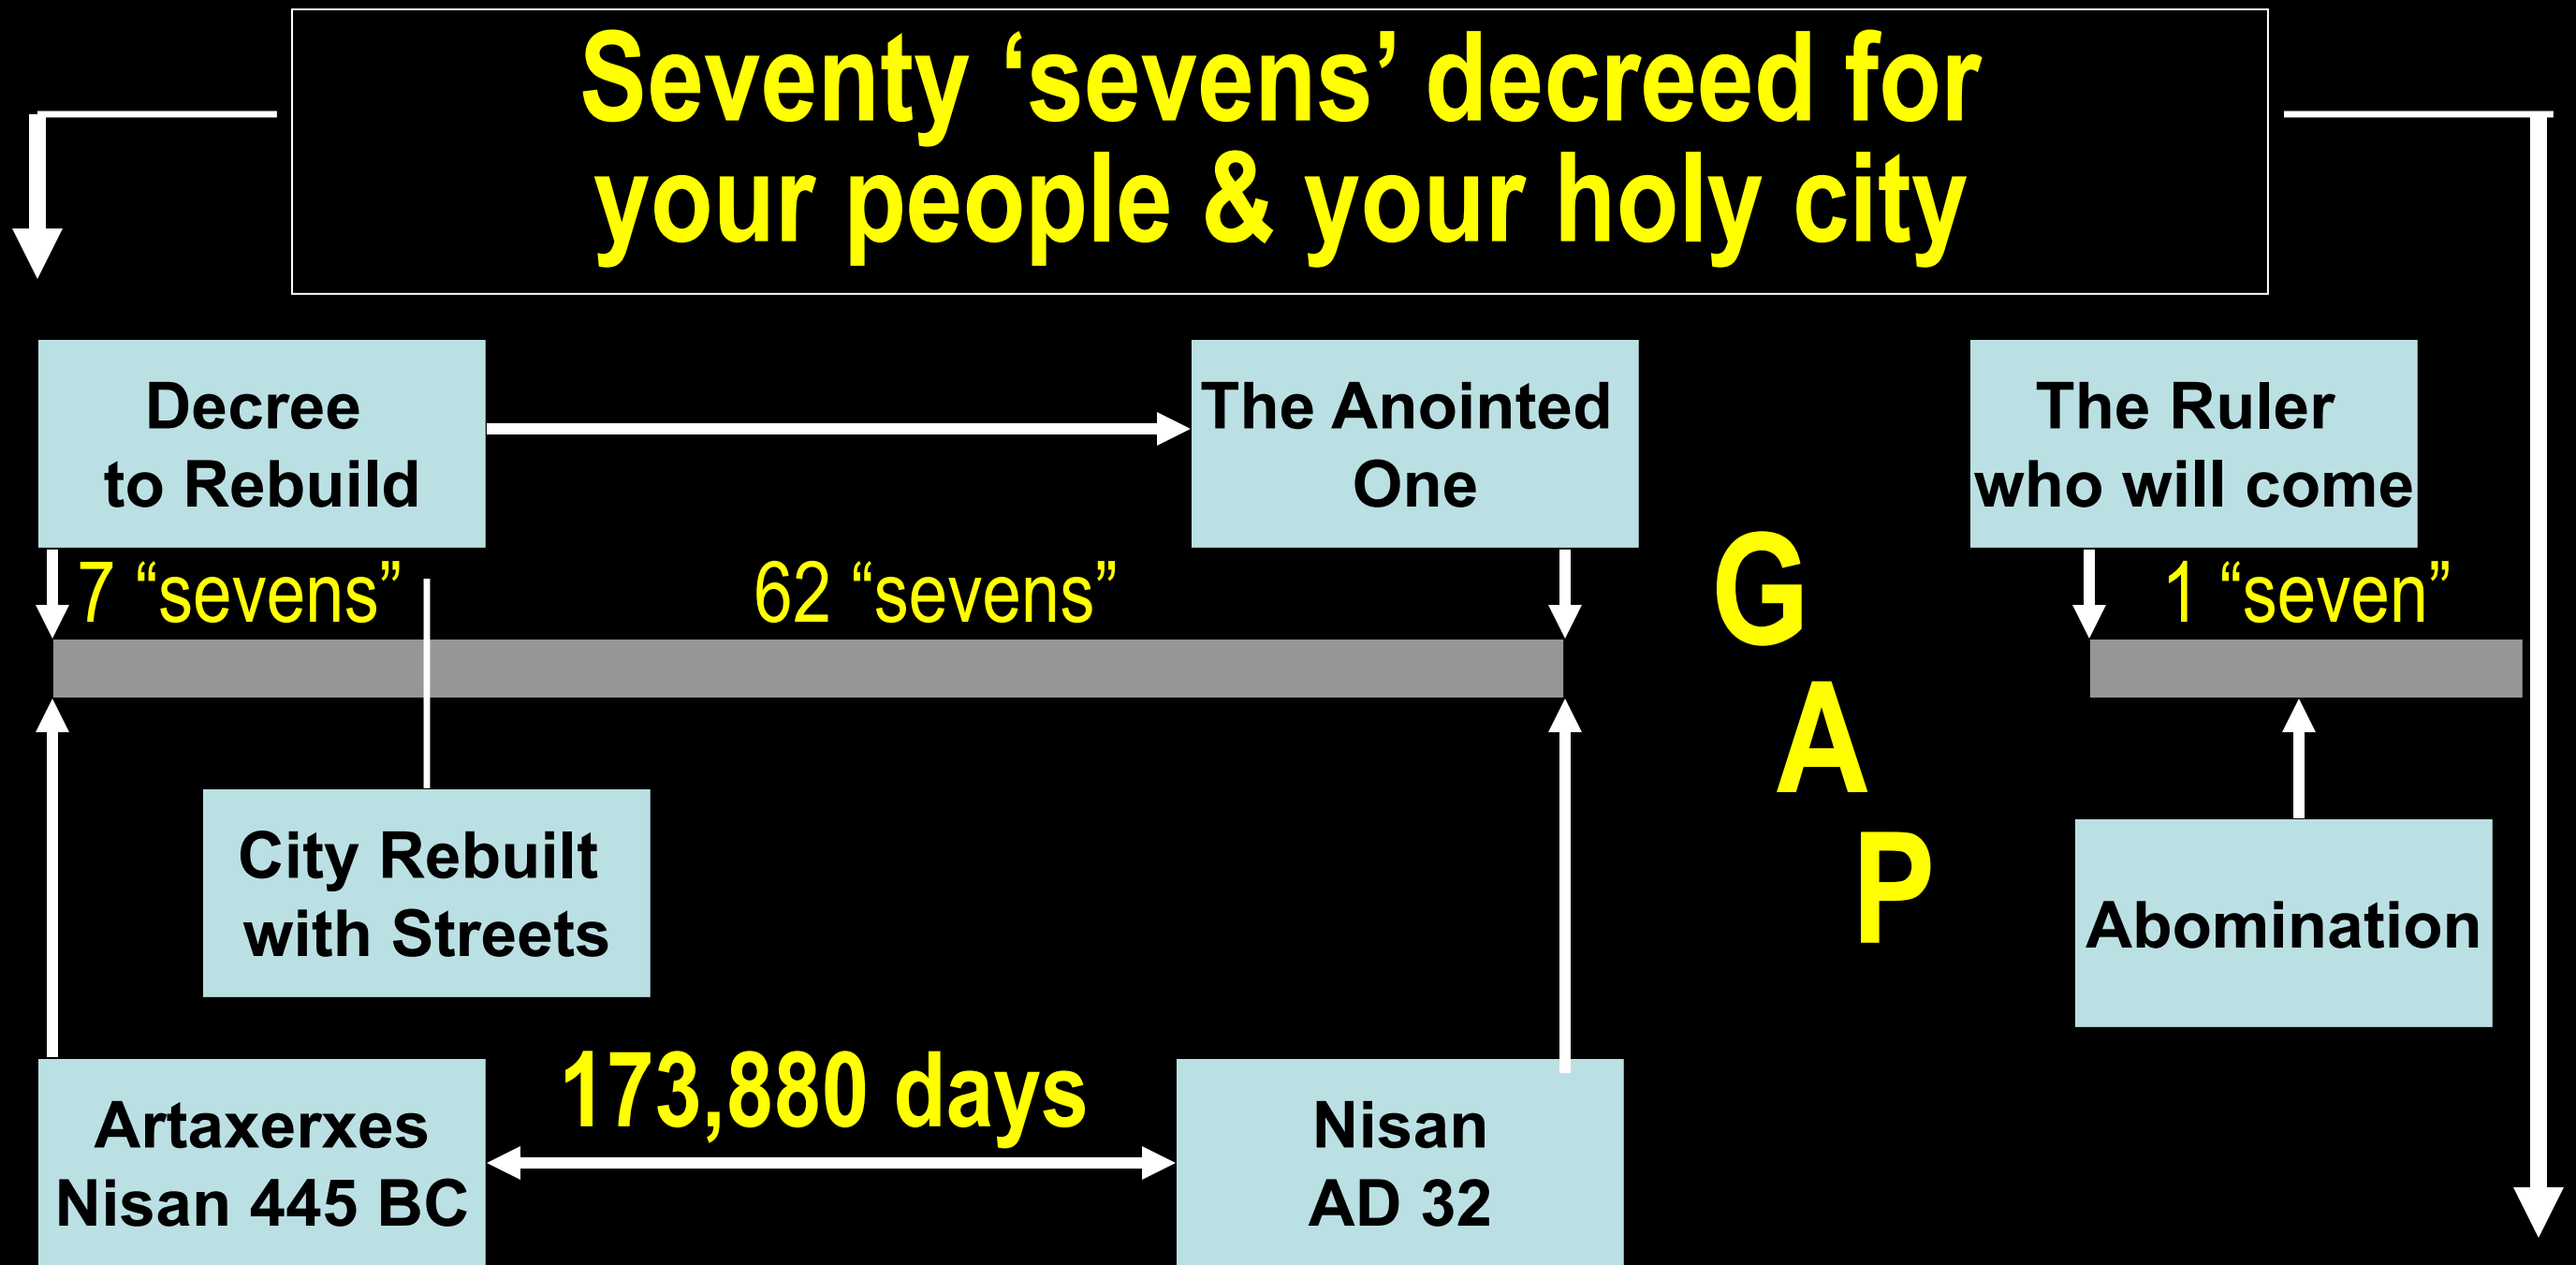 Seventy ‘sevens’ decreed for
your people & your holy city
Decree
to Rebuild
The Anointed
One
The Ruler
who will come
7 “sevens”
62 “sevens”
1 “seven”
G
A
P
City Rebuilt
with Streets
Abomination
Artaxerxes
Nisan 445 BC
173,880 days
Nisan
AD 32